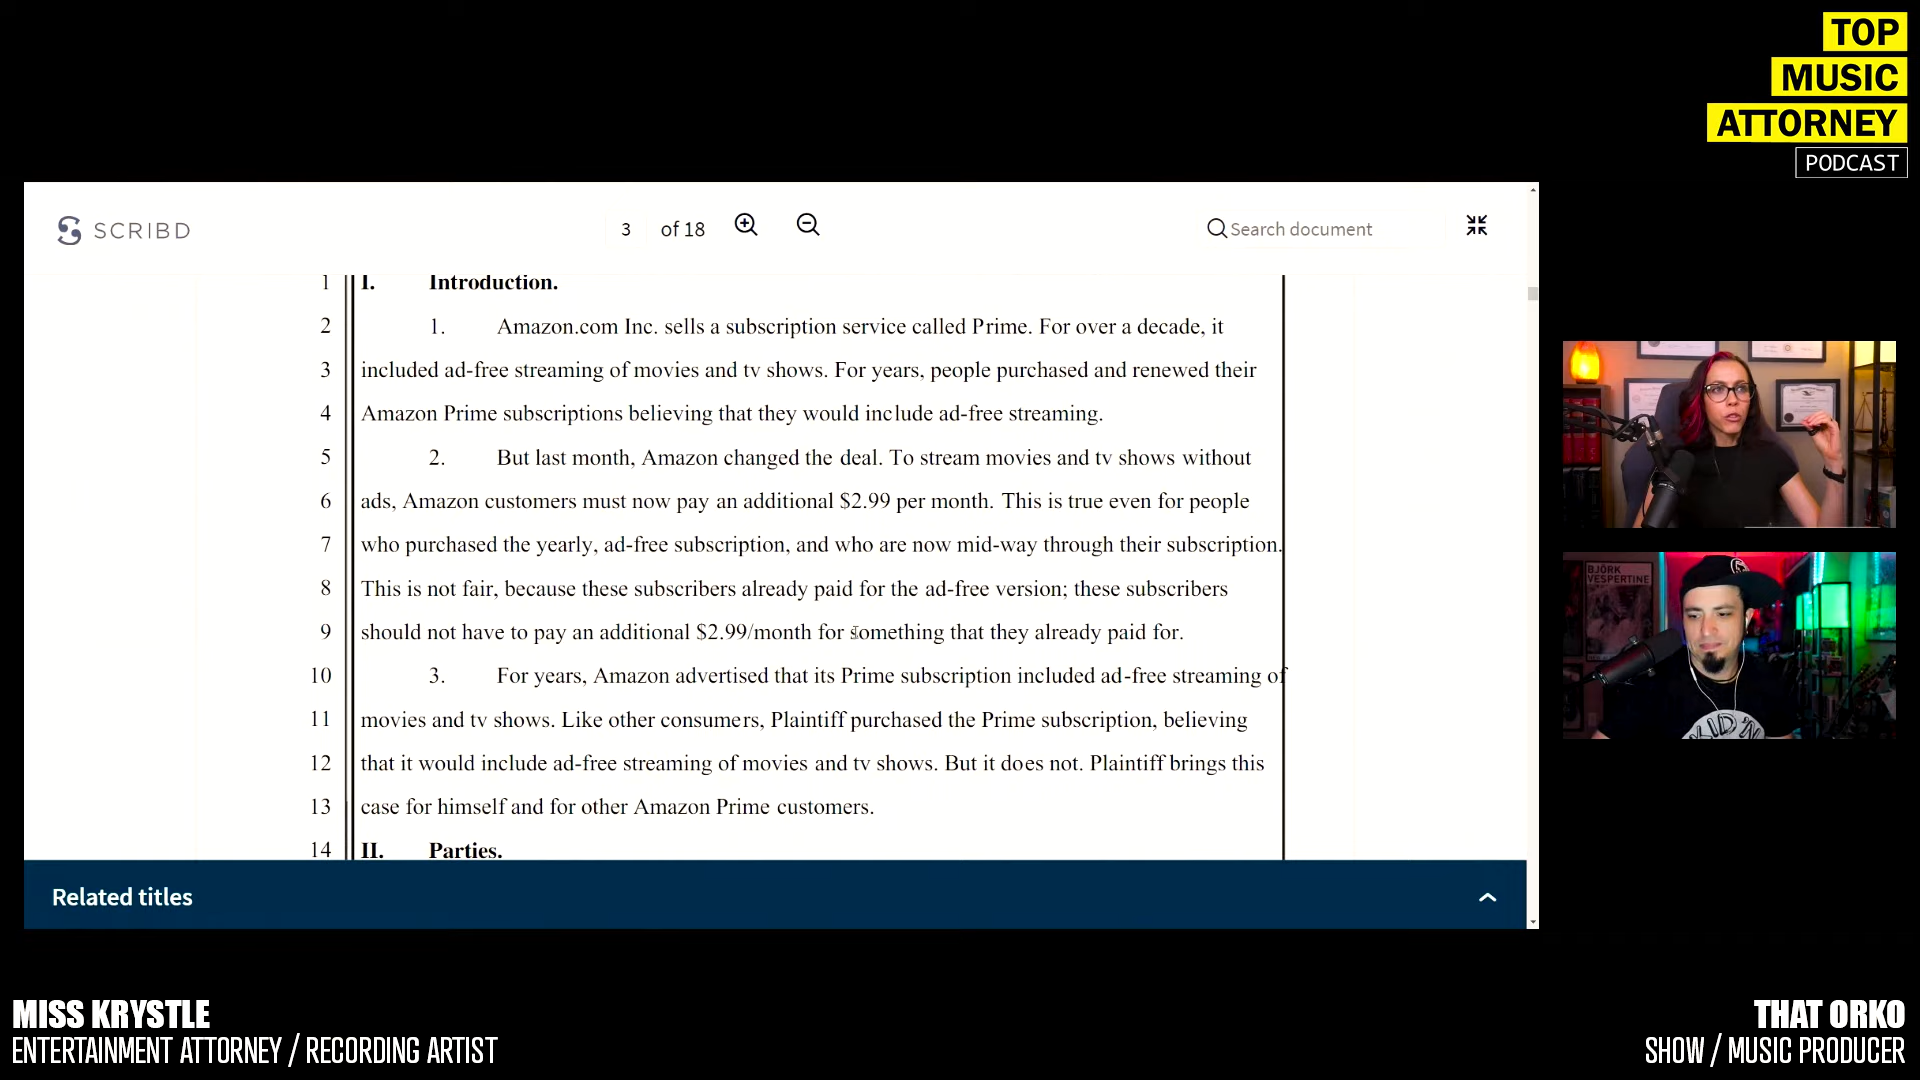 TOP
MUSIC
ATTORNEY
PODCAST
SCRIBD
3 of 18
Search document
1 I. Introduction.
2 1. Amazon.com Inc. sells a subscription service called Prime. For over a decade, it
3 included ad-free streaming of movies and tv shows. For years, people purchased and renewed their
4 Amazon Prime subscriptions believing that they would include ad-free streaming.
5 2. But last month, Amazon changed the deal. To stream movies and tv shows without
6 ads, Amazon customers must now pay an additional $2.99 per month. This is true even for people
7 who purchased the yearly, ad-free subscription, and who are now mid-way through their subscription.
8 This is not fair, because these subscribers already paid for the ad-free version; these subscribers
9 should not have to pay an additional $2.99/month for something that they already paid for.
10 3. For years, Amazon advertised that its Prime subscription included ad-free streaming of
11 movies and tv shows. Like other consumers, Plaintiff purchased the Prime subscription, believing
12 that it would include ad-free streaming of movies and tv shows. But it does not. Plaintiff brings this
13 case for himself and for other Amazon Prime customers.
14 II. Parties.
Related titles
BJÖRK
VESPERTINE
KID 'N
MISS KRYSTLE
ENTERTAINMENT ATTORNEY / RECORDING ARTIST
THAT ORKO
SHOW / MUSIC PRODUCER